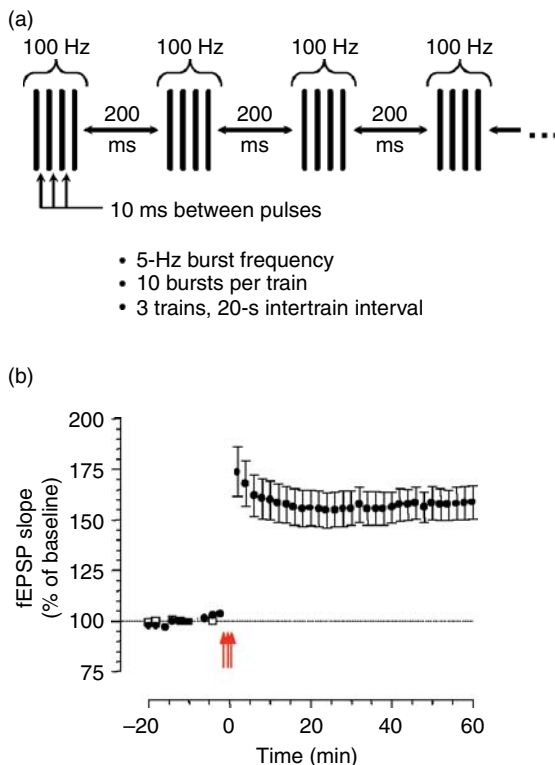 (a)
100 Hz 100 Hz 100 Hz 100 Hz
200 200 200
ms ms ms
10 ms between pulses
• 5-Hz burst frequency
• 10 bursts per train
• 3 trains, 20-s intertrain interval
(b)
200
175
150
125
100
75
fEPSP slope
(% of baseline)
–20 0 20 40 60
Time (min)